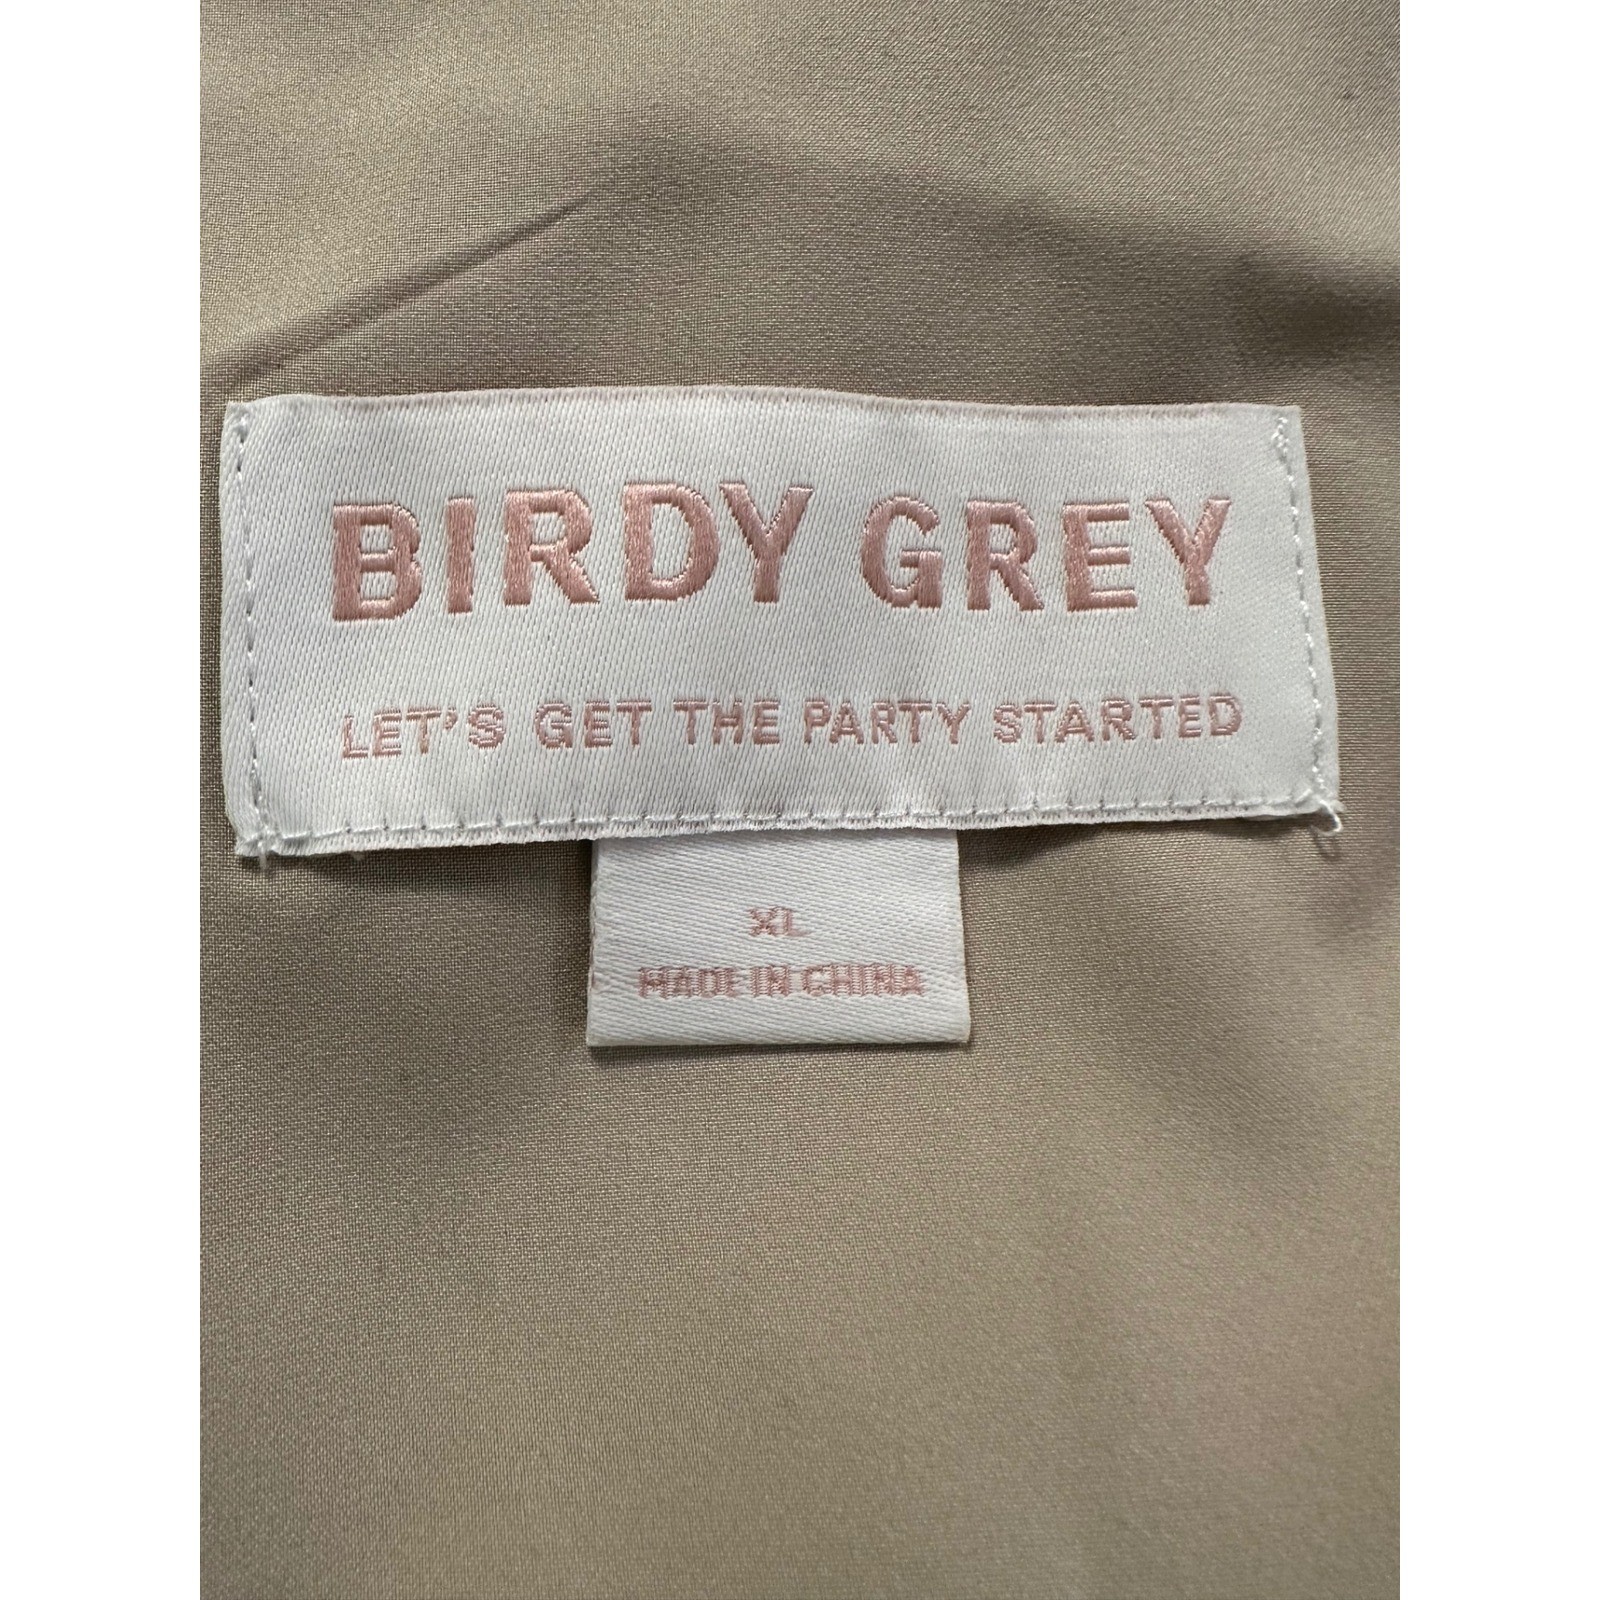 BIRDY GREY
LET'S GET THE PARTY STARTED
XL
MADE IN CHINA